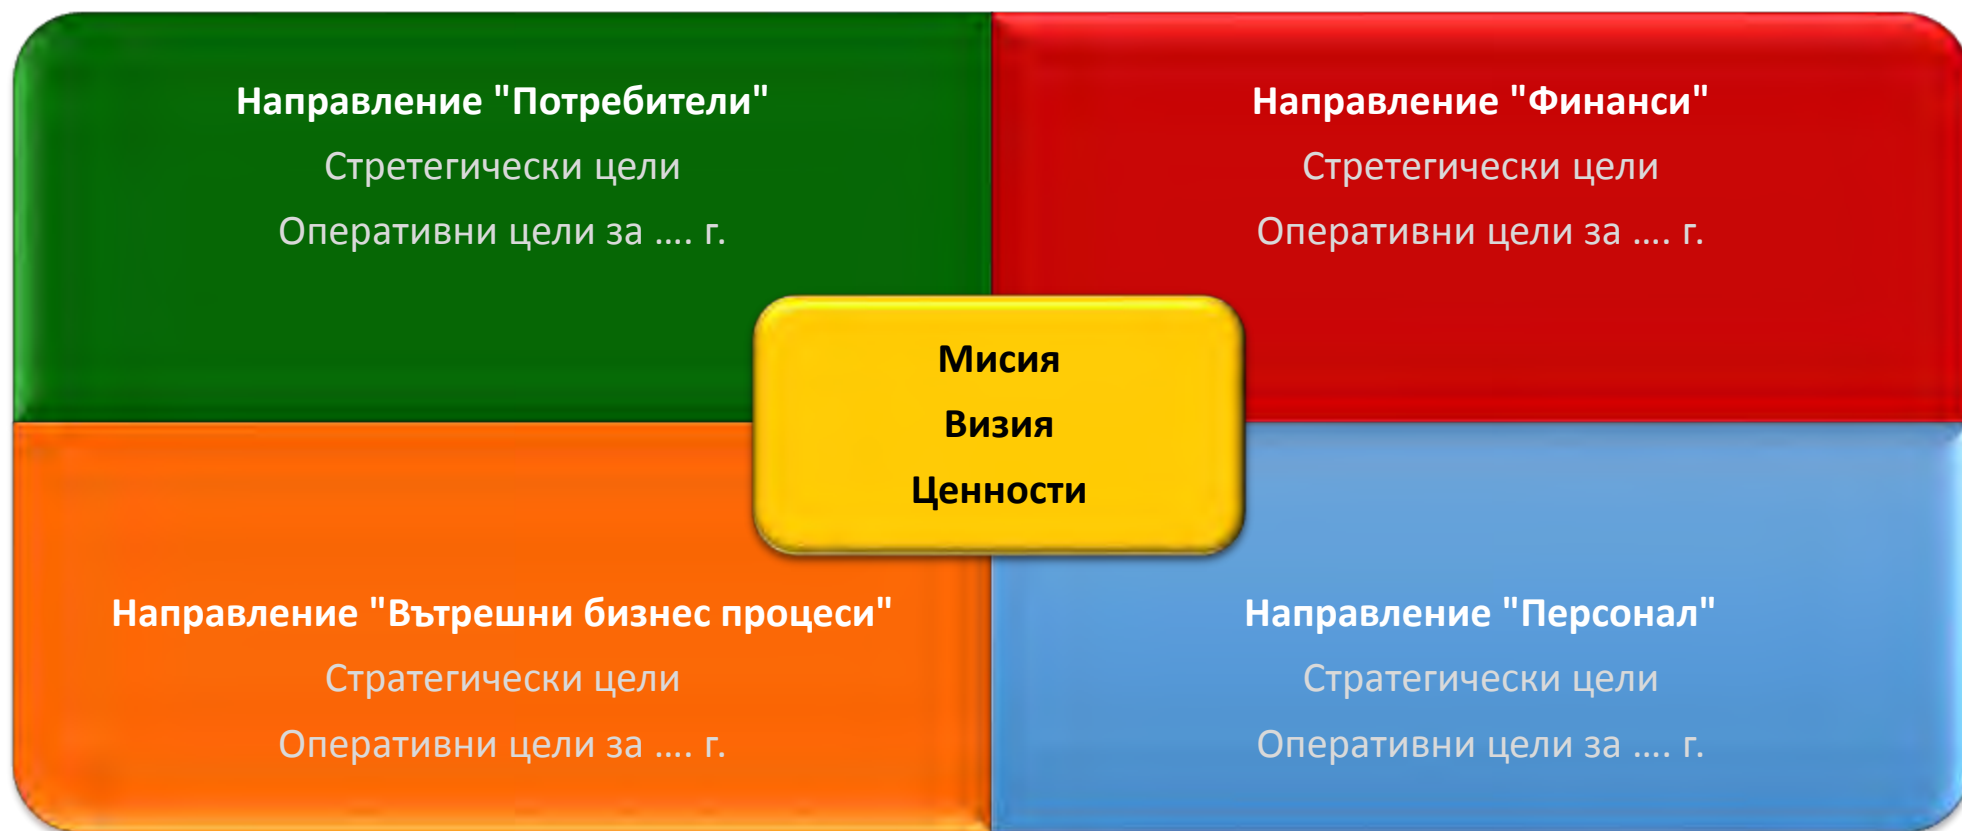 Направление "Потребители"
Стретегически цели
Оперативни цели за .... г.
Направление "Финанси"
Стретегически цели
Оперативни цели за .... г.
Мисия
Визия
Ценности
Направление "Вътрешни бизнес процеси"
Стратегически цели
Оперативни цели за .... г.
Направление "Персонал"
Стратегически цели
Оперативни цели за .... г.